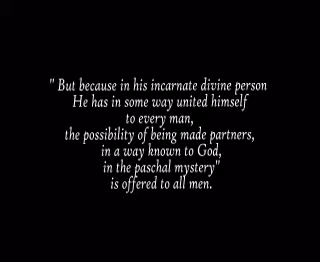 " But because in his incarnate divine person
He has in some way united himself
to every man,
the possibility of being made partners,
in a way known to God,
in the paschal mystery"
is offered to all men.